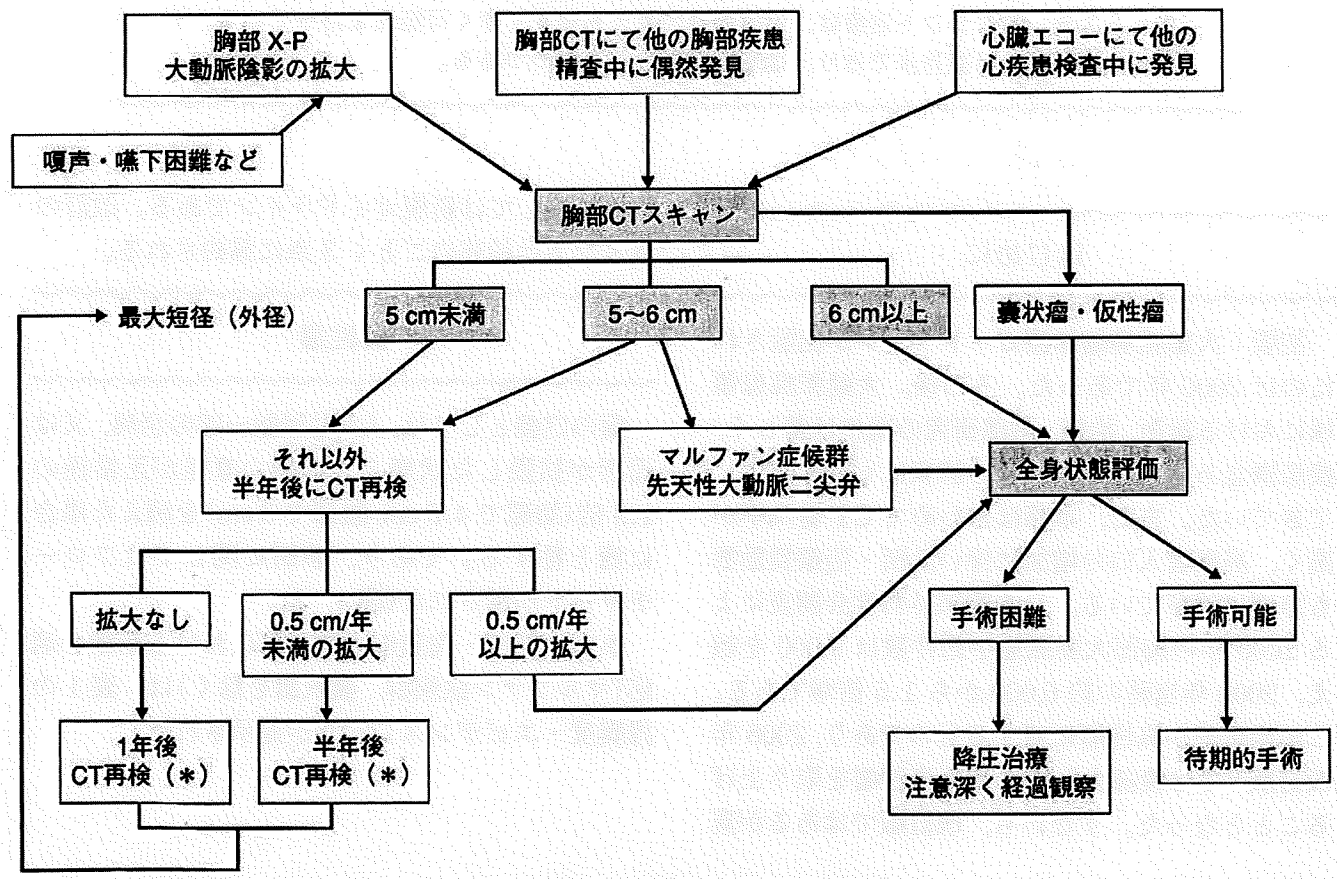 胸部 X-P
大動脈陰影の拡大
胸部CTにて他の胸部疾患
精査中に偶然発見
心臓エコーにて他の
心疾患検査中に発見
嗄声・嚥下困難など
胸部CTスキャン
最大短径（外径）
5 cm未満
5〜6 cm
6 cm以上
嚢状瘤・仮性瘤
それ以外
半年後にCT再検
マルファン症候群
先天性大動脈二尖弁
全身状態評価
拡大なし
0.5 cm/年
未満の拡大
0.5 cm/年
以上の拡大
手術困難
手術可能
1年後
CT再検（＊）
半年後
CT再検（＊）
降圧治療
注意深く経過観察
待期的手術